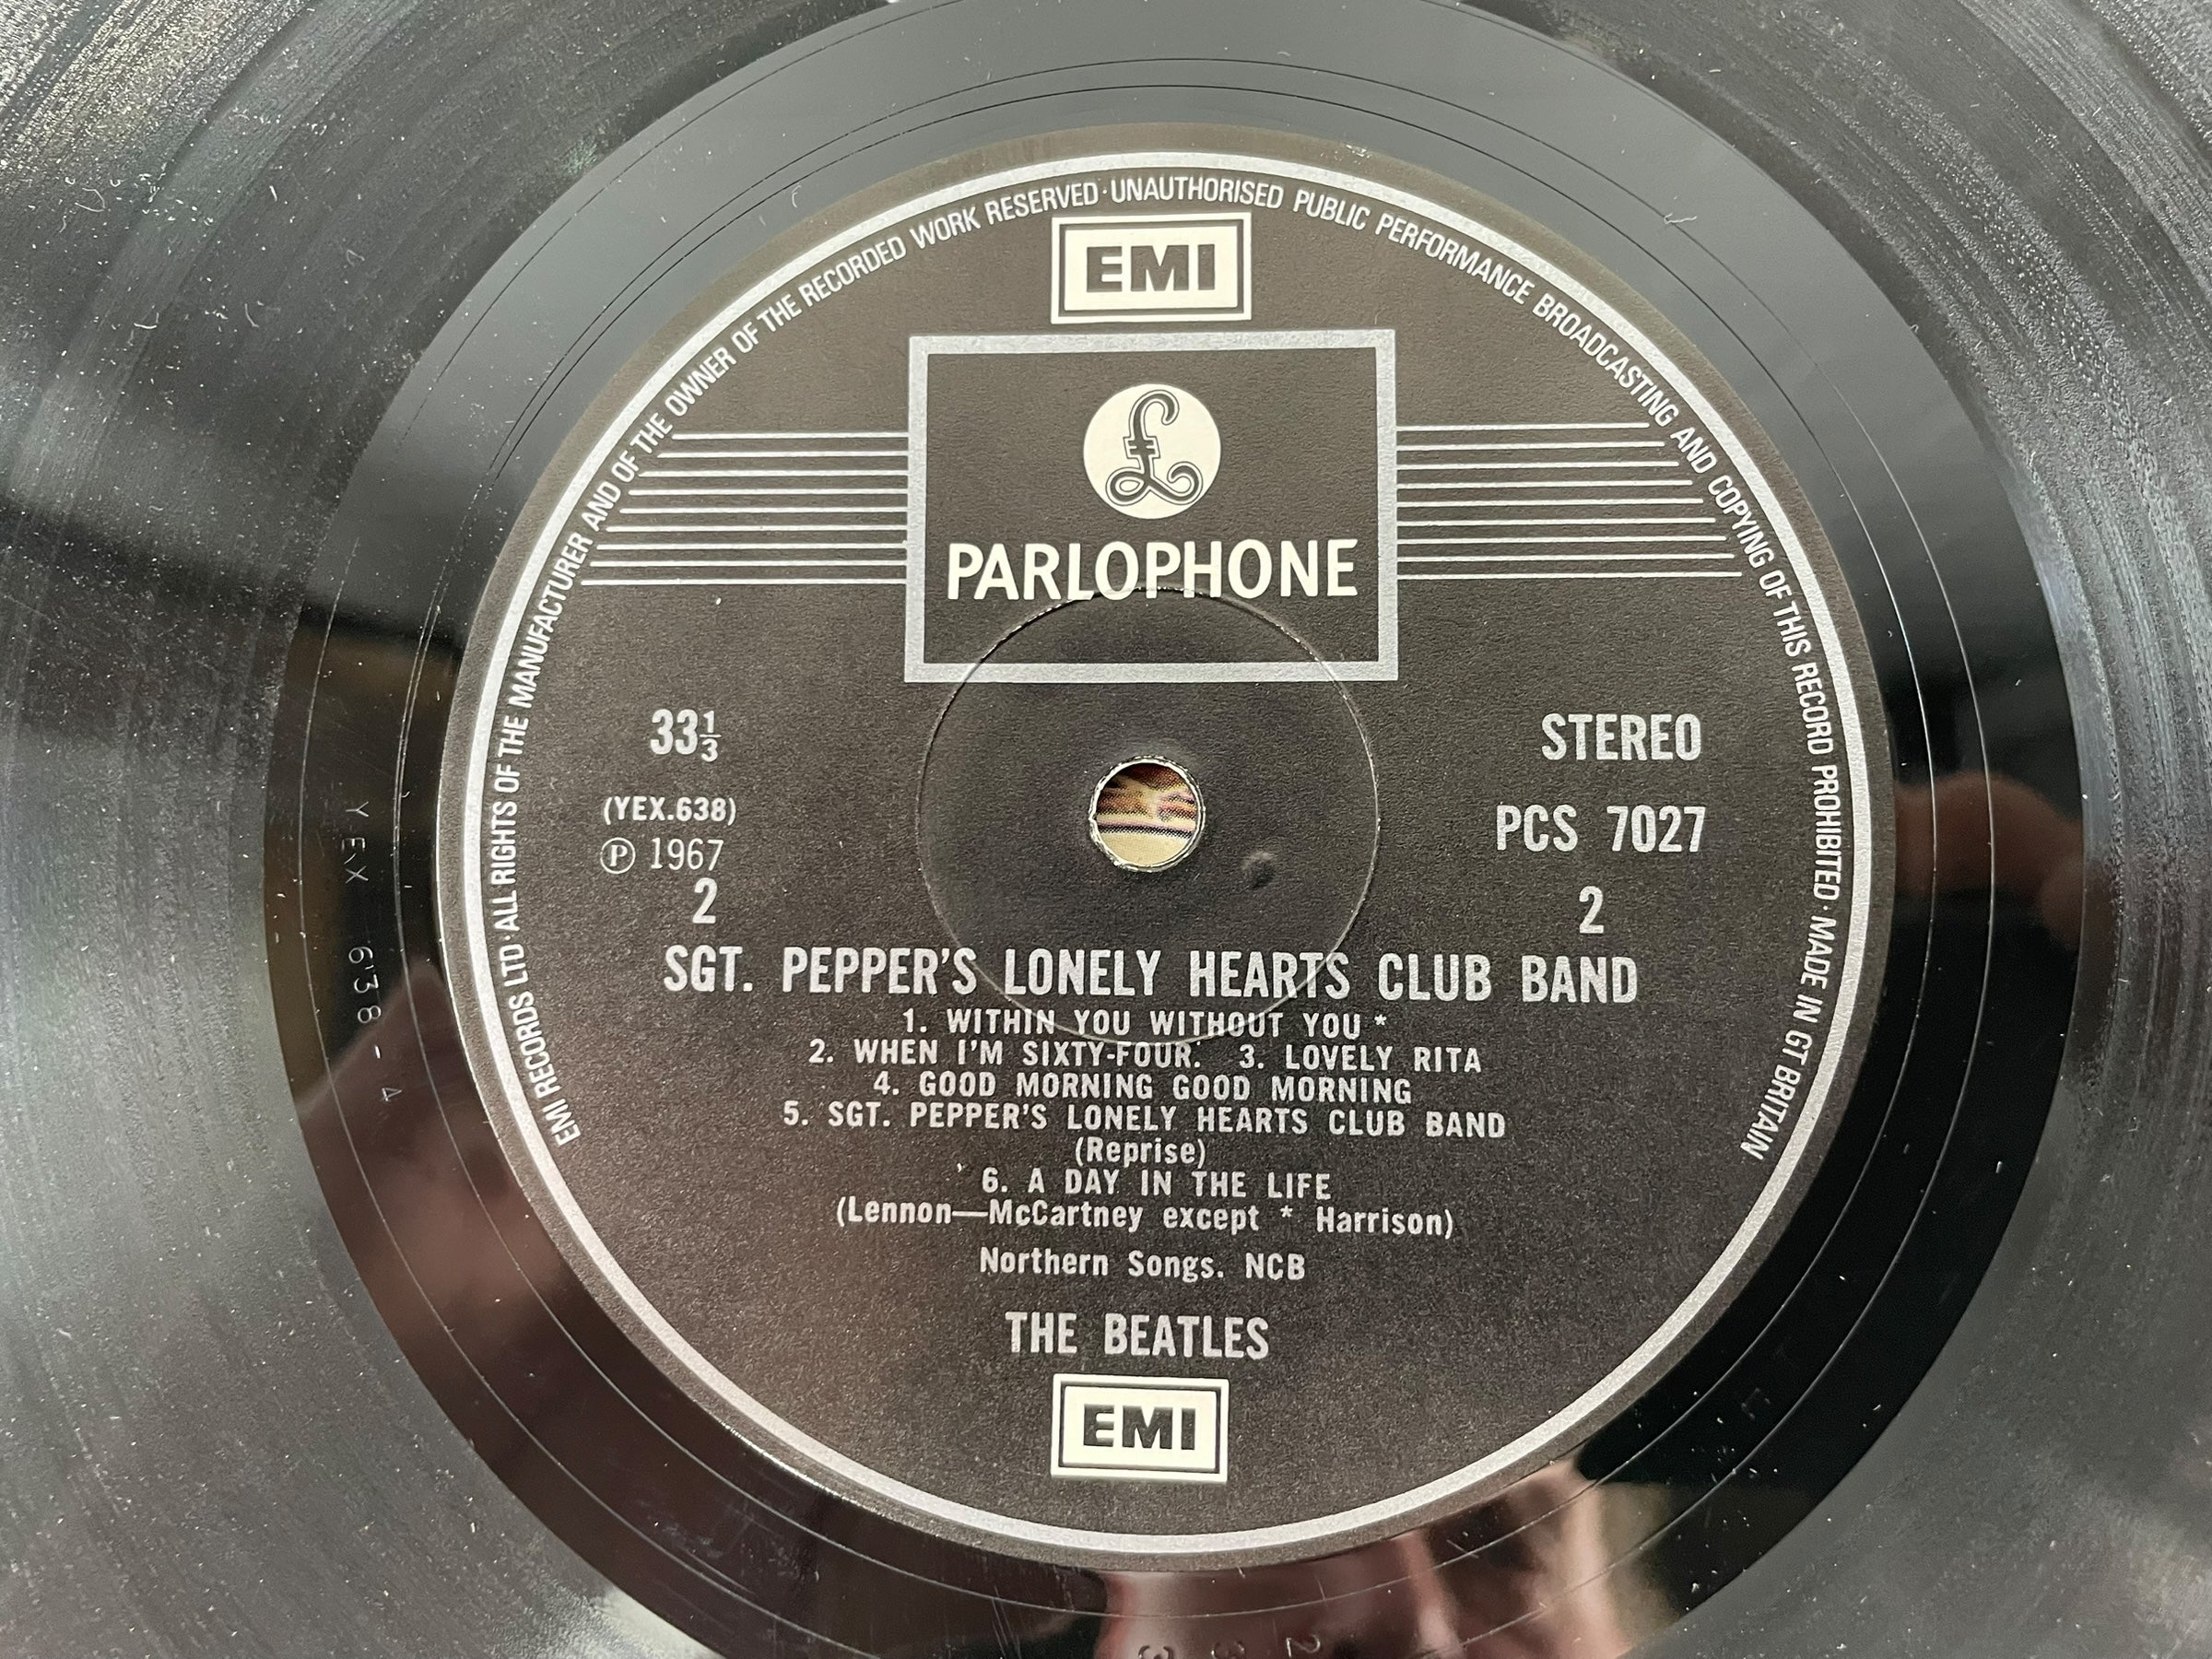 EMI RECORDS LTD·ALL RIGHTS OF THE MANUFACTURER AND OF THE OWNER OF THE RECORDED WORK RESERVED·UNAUTHORISED PUBLIC PERFORMANCE BROADCASTING AND COPYING OF THIS RECORD PROHIBITED·MADE IN GT BRITAIN
EMI
£
PARLOPHONE
33⅓
STEREO
(YEX.638)
PCS 7027
℗ 1967
2
2
SGT. PEPPER'S LONELY HEARTS CLUB BAND
1. WITHIN YOU WITHOUT YOU *
2. WHEN I'M SIXTY-FOUR. 3. LOVELY RITA
4. GOOD MORNING GOOD MORNING
5. SGT. PEPPER'S LONELY HEARTS CLUB BAND
(Reprise)
6. A DAY IN THE LIFE
(Lennon—McCartney except * Harrison)
Northern Songs. NCB
THE BEATLES
EMI
YEX 638-4